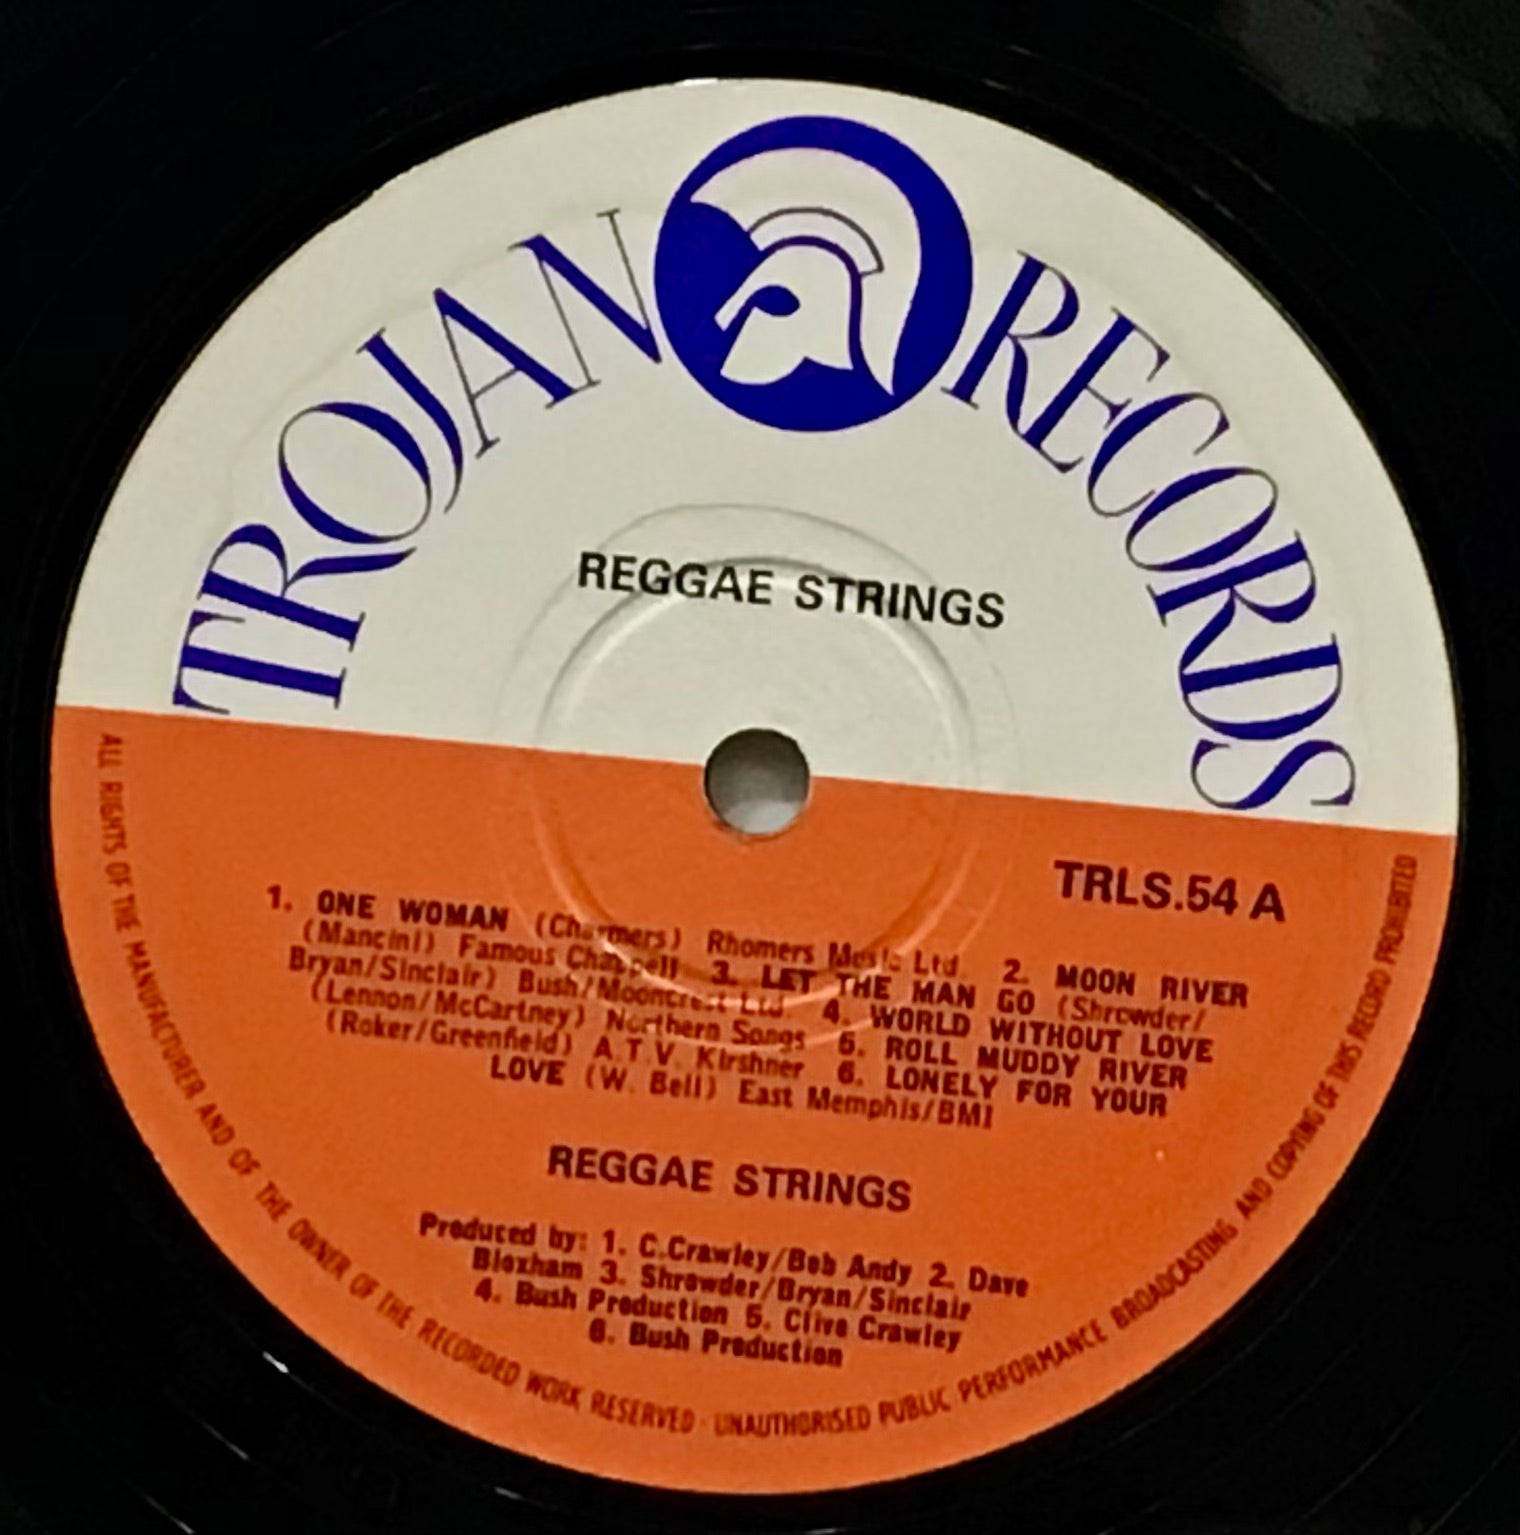 TROJAN RECORDS
REGGAE STRINGS
TRLS.54 A
1. ONE WOMAN (Charmers) Rhomers Music Ltd. 2. MOON RIVER
(Mancini) Famous Chappell 3. LET THE MAN GO (Shrowder/
Bryan/Sinclair) Bush/Mooncrest Ltd 4. WORLD WITHOUT LOVE
(Lennon/McCartney) Northern Songs 5. ROLL MUDDY RIVER
(Roker/Greenfield) A.T.V. Kirshner 6. LONELY FOR YOUR
LOVE (W. Bell) East Memphis/BMI
REGGAE STRINGS
Produced by: 1. C.Crawley/Bob Andy 2. Dave
Bloxham 3. Shrowder/Bryan/Sinclair
4. Bush Production 5. Clive Crawley
6. Bush Production
ALL RIGHTS OF THE MANUFACTURER AND OF THE OWNER OF THE RECORDED WORK RESERVED · UNAUTHORISED PUBLIC PERFORMANCE BROADCASTING AND COPYING OF THIS RECORD PROHIBITED